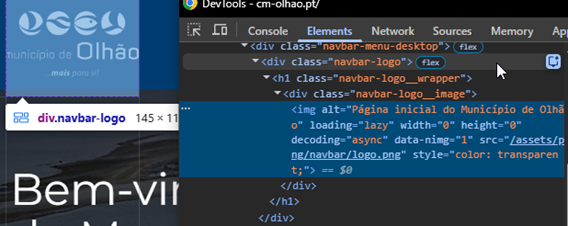 DevTools - cm-olhao.pt/
Elements
Console
Sources
Network
Performance
Memory
<div class="navbar-menu-desktop"> flex
<div class="navbar-logo"> flex
<h1 class="navbar-logo__wrapper">
<div class="navbar-logo__image">
<img alt="Página inicial do Município de Olhã
o" loading="lazy" width="0" height="0"
decoding="async" data-nimg="1" src="/assets/p
ng/navbar/logo.png" style="color: transparen
t;"> == $0
</div>
</h1>
</div>
município de Olhão
...mais para si!
div.navbar-logo 145 × 11
Bem-vin